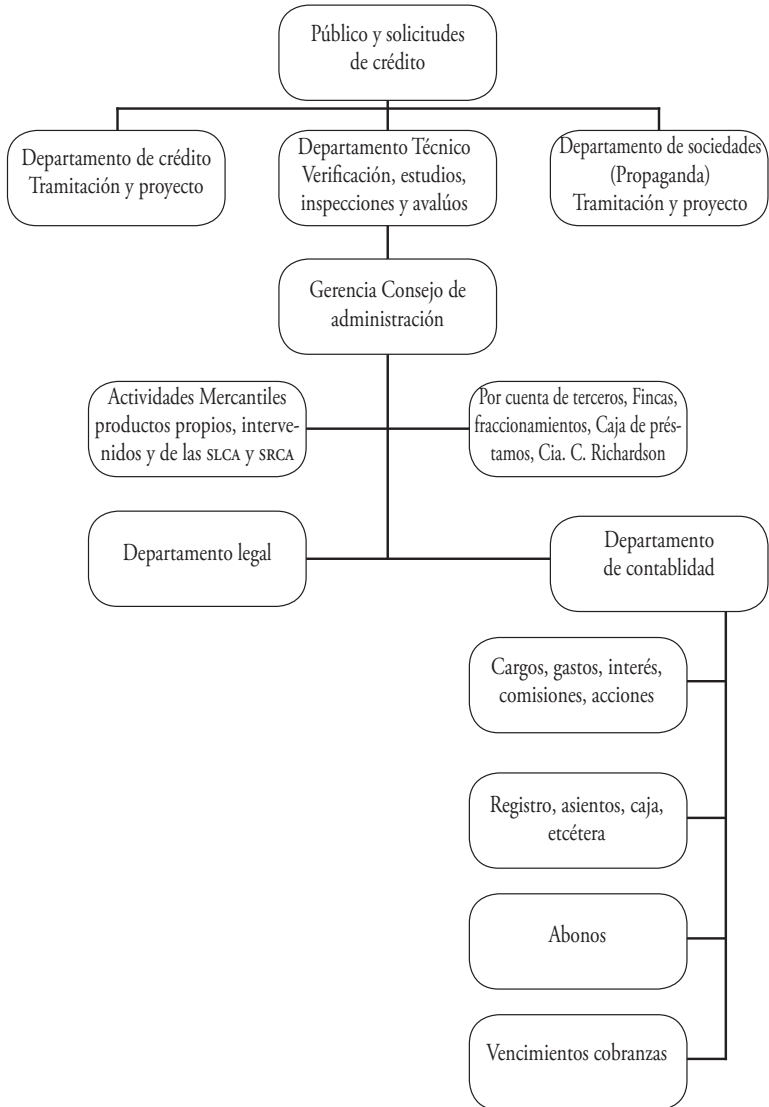 Público y solicitudes
de crédito
Departamento de crédito
Tramitación y proyecto
Departamento Técnico
Verificación, estudios,
inspecciones y avalúos
Departamento de sociedades
(Propaganda)
Tramitación y proyecto
Gerencia Consejo de
administración
Actividades Mercantiles
productos propios, interve-
nidos y de las SLCA y SRCA
Por cuenta de terceros, Fincas,
fraccionamientos, Caja de prés-
tamos, Cia. C. Richardson
Departamento legal
Departamento
de contablidad
Cargos, gastos, interés,
comisiones, acciones
Registro, asientos, caja,
etcétera
Abonos
Vencimientos cobranzas